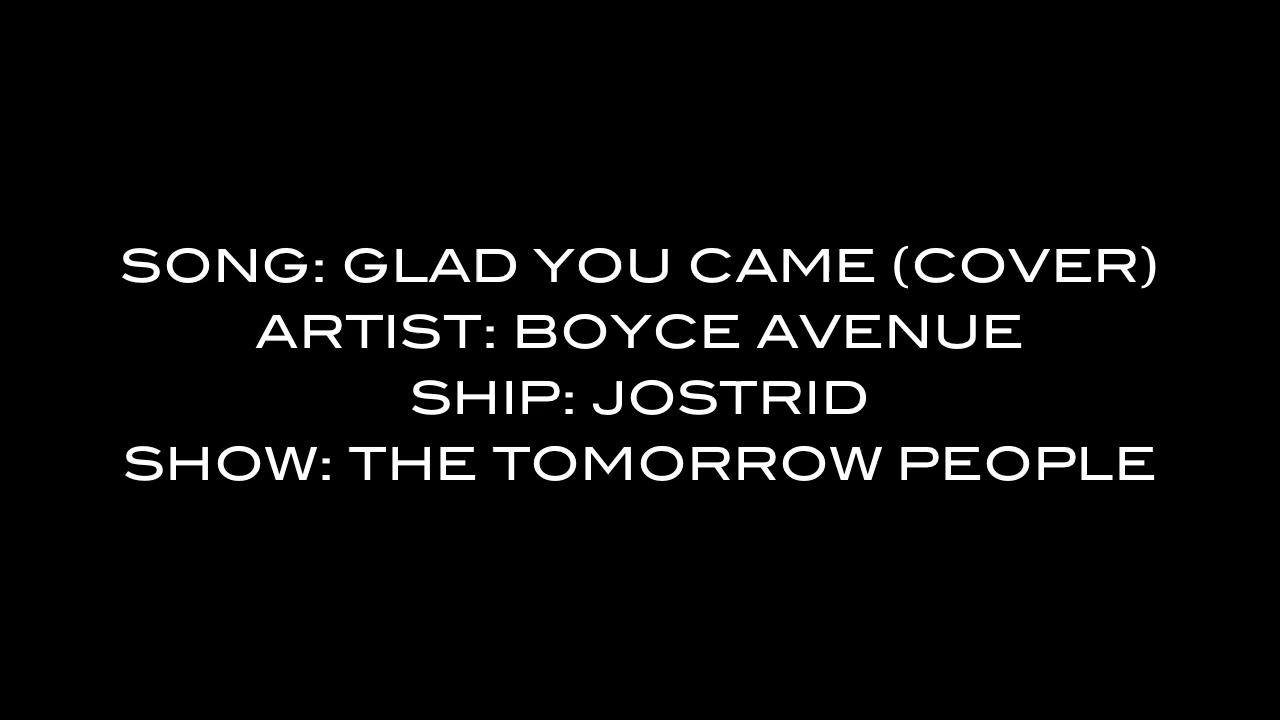 SONG: GLAD YOU CAME (COVER)
ARTIST: BOYCE AVENUE
SHIP: JOSTRID
SHOW: THE TOMORROW PEOPLE